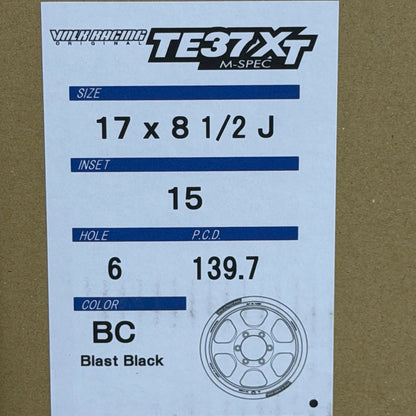 VOLK RACING
ORIGINAL
TE37XT
M-SPEC
SIZE
17 x 8 1/2 J
INSET
15
HOLE P.C.D.
6 139.7
COLOR
BC
Blast Black